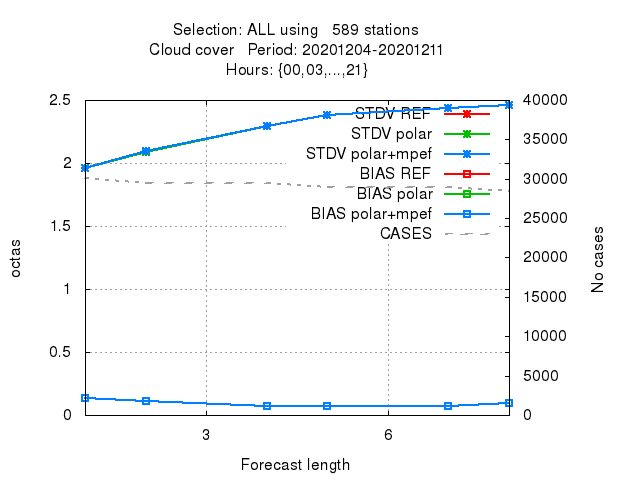 Selection: ALL using   589 stations
Cloud cover   Period: 20201204-20201211
Hours: {00,03,...,21}
2.5
2
1.5
1
0.5
0
40000
35000
30000
25000
20000
15000
10000
5000
0
octas
No cases
STDV REF
STDV polar
STDV polar+mpef
BIAS REF
BIAS polar
BIAS polar+mpef
CASES
3
6
Forecast length